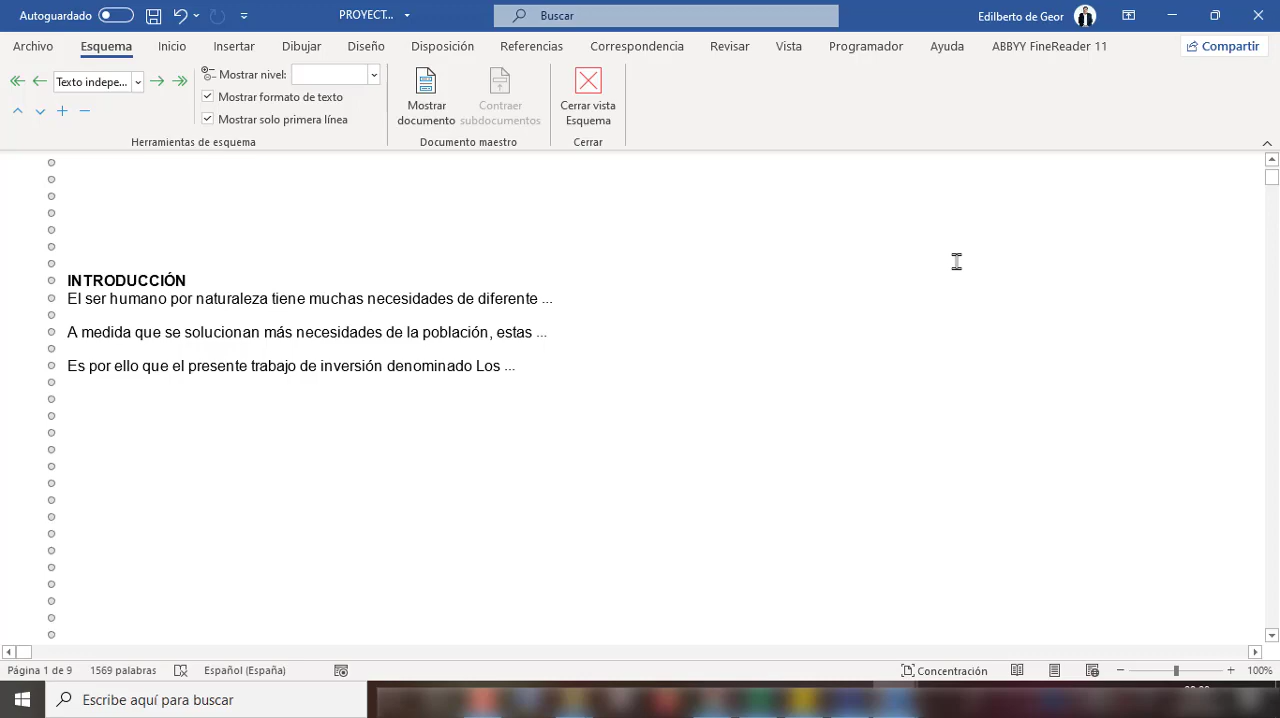 Autoguardado PROYECT... Buscar Edilberto de Geor
Archivo Esquema Inicio Insertar Dibujar Diseño Disposición Referencias Correspondencia Revisar Vista Programador Ayuda ABBYY FineReader 11 Compartir
Texto indepe... Mostrar nivel:
Mostrar formato de texto
Mostrar solo primera línea
Mostrar documento
Contraer subdocumentos
Cerrar vista Esquema
Herramientas de esquema Documento maestro Cerrar
INTRODUCCIÓN
El ser humano por naturaleza tiene muchas necesidades de diferente ...
A medida que se solucionan más necesidades de la población, estas ...
Es por ello que el presente trabajo de inversión denominado Los ...
Página 1 de 9 1569 palabras Español (España) Concentración 100%
Escribe aquí para buscar